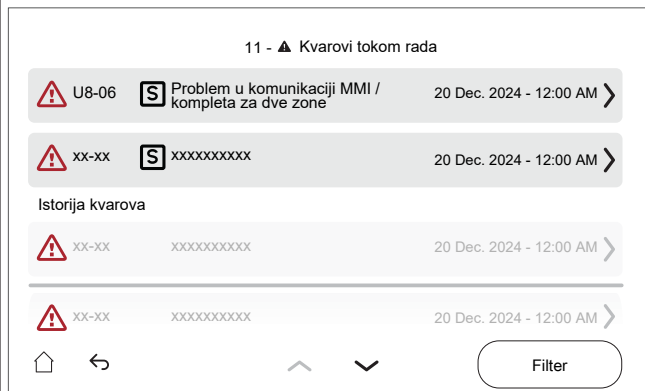 11 - ⚠ Kvarovi tokom rada
U8-06 S Problem u komunikaciji MMI / 20 Dec. 2024 - 12:00 AM
kompleta za dve zone
xx-xx S xxxxxxxxxx 20 Dec. 2024 - 12:00 AM
Istorija kvarova
xx-xx xxxxxxxxxx 20 Dec. 2024 - 12:00 AM
xx-xx xxxxxxxxxx 20 Dec. 2024 - 12:00 AM
Filter